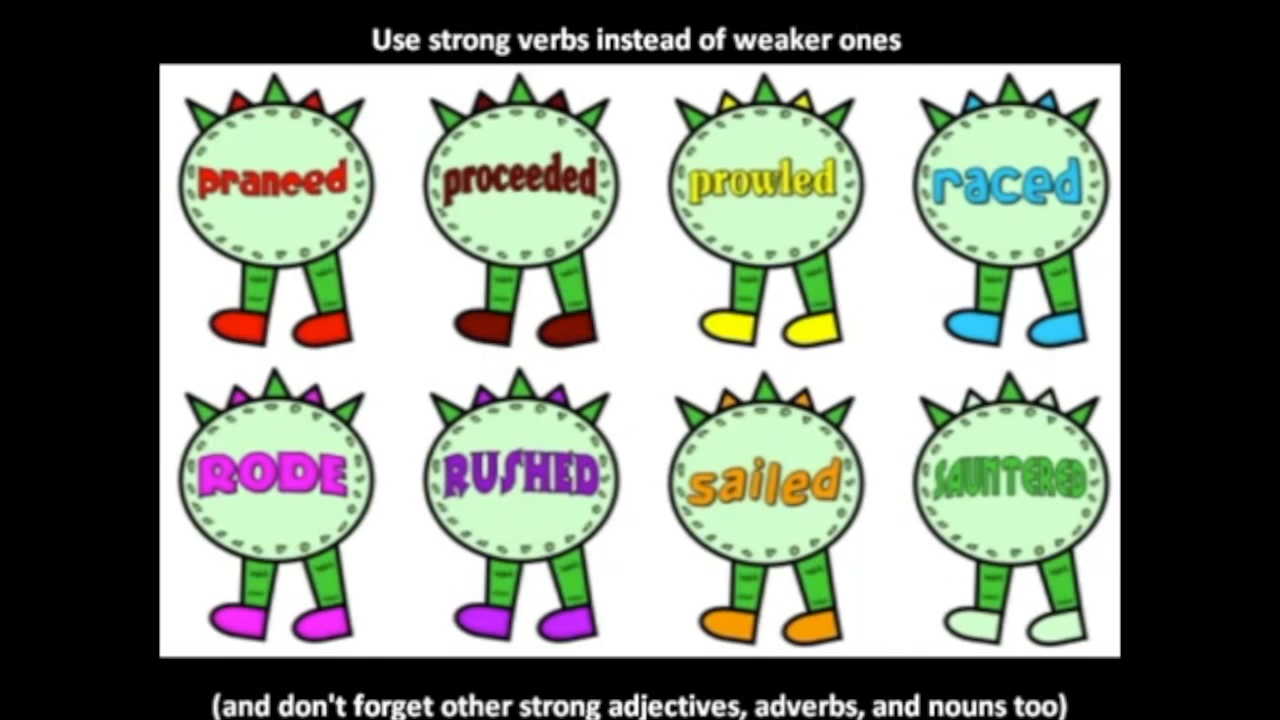 Use strong verbs instead of weaker ones
pranced proceeded prowled raced
RODE RUSHED sailed SAUNTERED
(and don't forget other strong adjectives, adverbs, and nouns too)